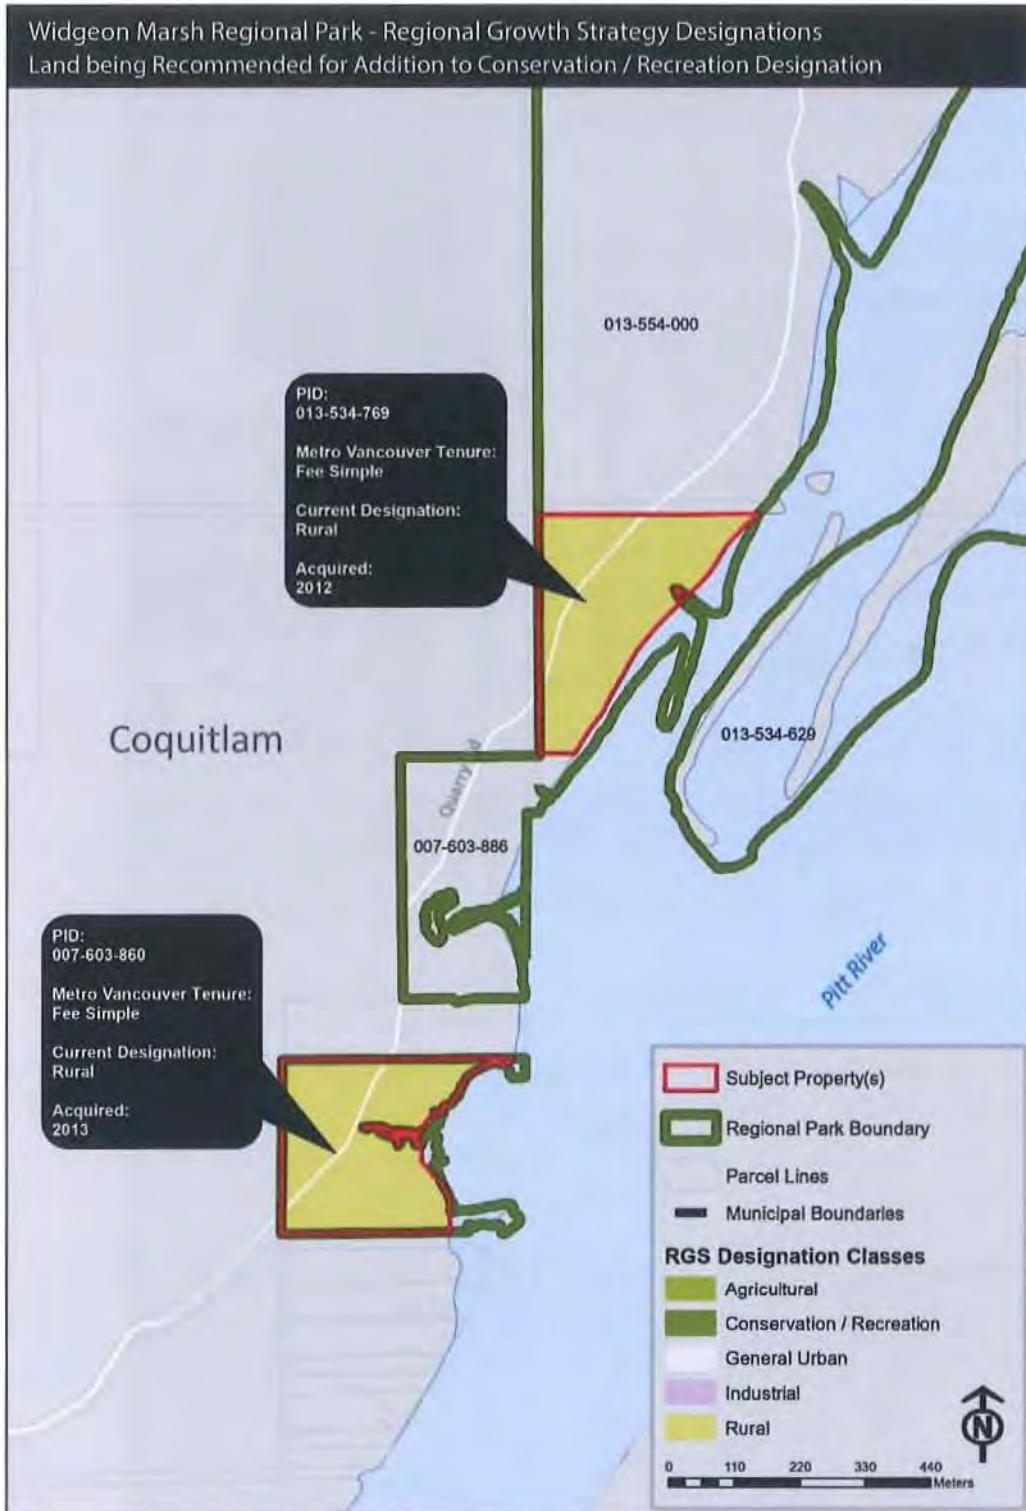 Widgeon Marsh Regional Park - Regional Growth Strategy Designations
Land being Recommended for Addition to Conservation / Recreation Designation
013-554-000
PID:
013-534-769
Metro Vancouver Tenure:
Fee Simple
Current Designation:
Rural
Acquired:
2012
Coquitlam
013-534-629
Quarry Rd
007-603-886
PID:
007-603-860
Metro Vancouver Tenure:
Fee Simple
Current Designation:
Rural
Acquired:
2013
Pitt River
Subject Property(s)
Regional Park Boundary
Parcel Lines
Municipal Boundaries
RGS Designation Classes
Agricultural
Conservation / Recreation
General Urban
Industrial
Rural
N
0 110 220 330 440
Meters